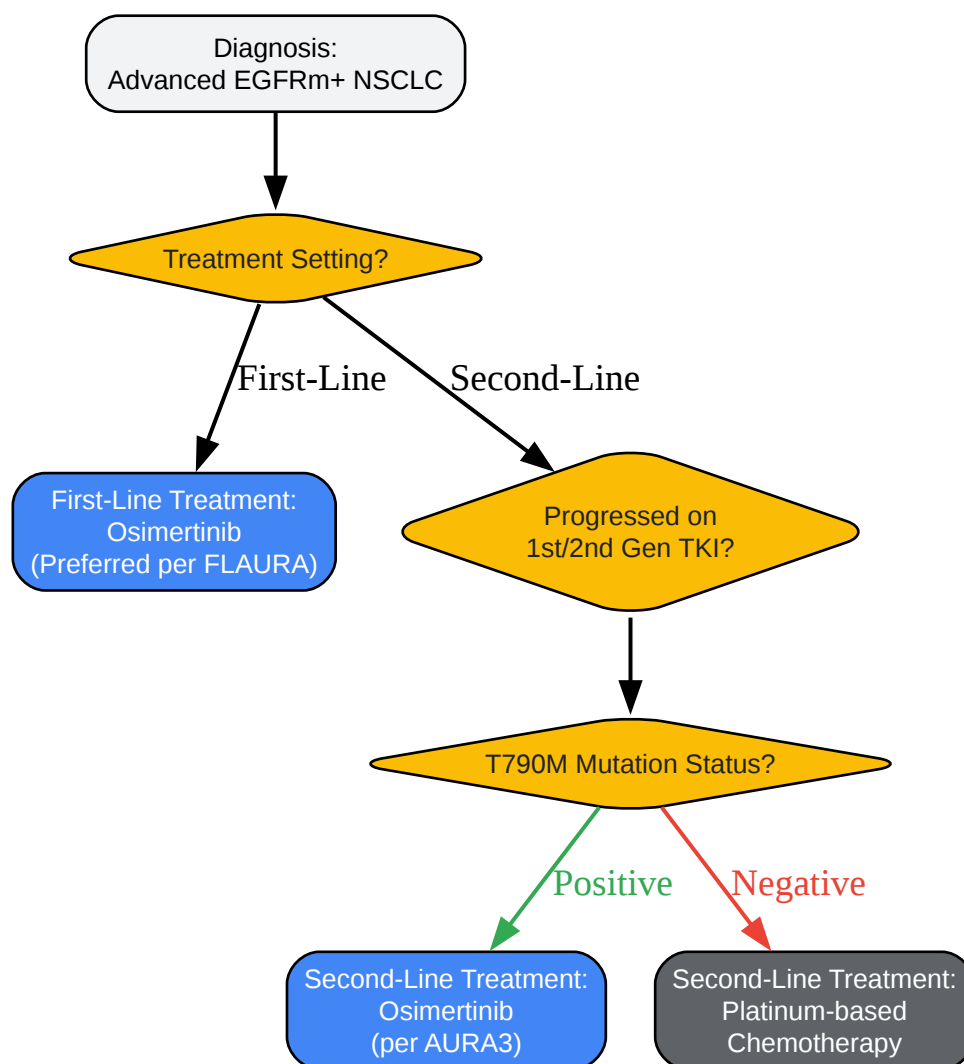 Diagnosis:
Advanced EGFRm+ NSCLC
Treatment Setting?
First-Line
Second-Line
First-Line Treatment:
Osimertinib
(Preferred per FLAURA)
Progressed on
1st/2nd Gen TKI?
T790M Mutation Status?
Positive
Negative
Second-Line Treatment:
Osimertinib
(per AURA3)
Second-Line Treatment:
Platinum-based
Chemotherapy